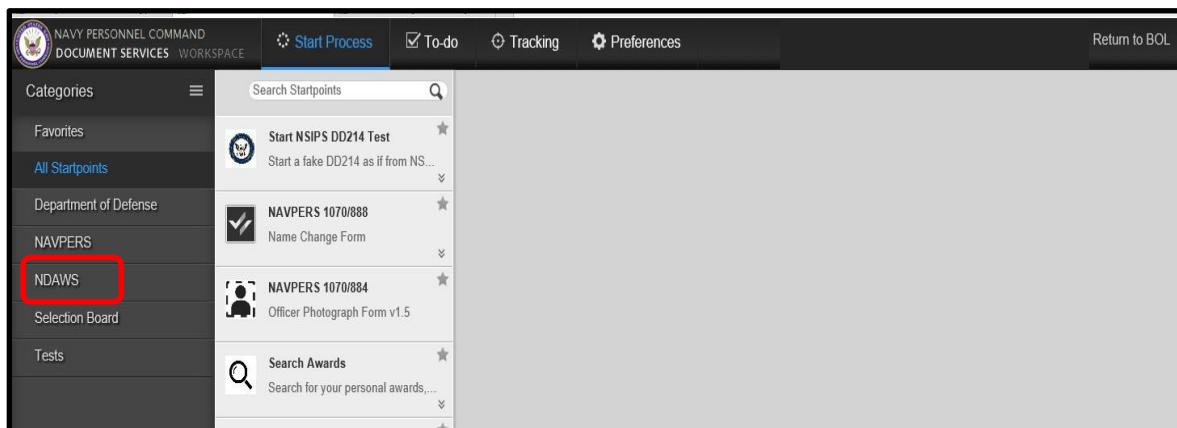 NAVY PERSONNEL COMMAND
DOCUMENT SERVICES WORKSPACE
Start Process
To-do
Tracking
Preferences
Return to BOL
Categories
Favorites
All Startpoints
Department of Defense
NAVPERS
NDAWS
Selection Board
Tests
Search Startpoints
Start NSIPS DD214 Test
Start a fake DD214 as if from NS...
NAVPERS 1070/888
Name Change Form
NAVPERS 1070/884
Officer Photograph Form v1.5
Search Awards
Search for your personal awards,...